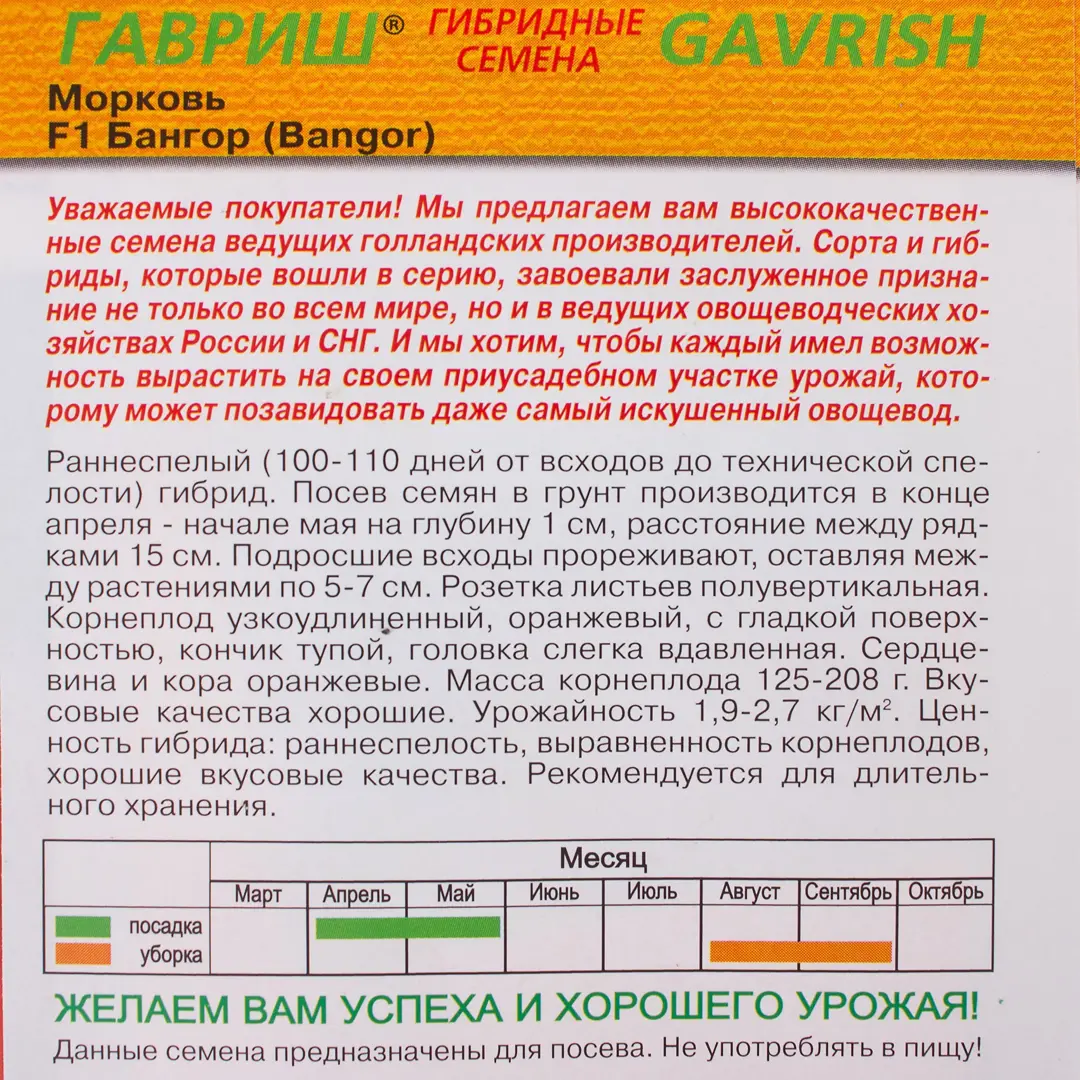 ГАВРИШ® ГИБРИДНЫЕ СЕМЕНА GAVRISH
Морковь
F1 Бангор (Bangor)
Уважаемые покупатели! Мы предлагаем вам высококачествен-
ные семена ведущих голландских производителей. Сорта и гиб-
риды, которые вошли в серию, завоевали заслуженное призна-
ние не только во всем мире, но и в ведущих овощеводческих хо-
зяйствах России и СНГ. И мы хотим, чтобы каждый имел возмож-
ность вырастить на своем приусадебном участке урожай, кото-
рому может позавидовать даже самый искушенный овощевод.
Раннеспелый (100-110 дней от всходов до технической спе-
лости) гибрид. Посев семян в грунт производится в конце
апреля - начале мая на глубину 1 см, расстояние между ряд-
ками 15 см. Подросшие всходы прореживают, оставляя меж-
ду растениями по 5-7 см. Розетка листьев полувертикальная.
Корнеплод узкоудлиненный, оранжевый, с гладкой поверх-
ностью, кончик тупой, головка слегка вдавленная. Сердце-
вина и кора оранжевые. Масса корнеплода 125-208 г. Вку-
совые качества хорошие. Урожайность 1,9-2,7 кг/м². Цен-
ность гибрида: раннеспелость, выравненность корнеплодов,
хорошие вкусовые качества. Рекомендуется для длитель-
ного хранения.
Месяц
Март Апрель Май Июнь Июль Август Сентябрь Октябрь
посадка
уборка
ЖЕЛАЕМ ВАМ УСПЕХА И ХОРОШЕГО УРОЖАЯ!
Данные семена предназначены для посева. Не употреблять в пищу!